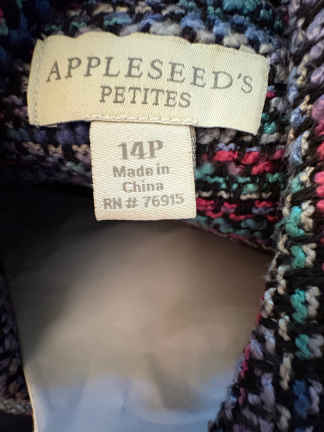 APPLESEED'S
PETITES
14P
Made in
China
RN # 76915